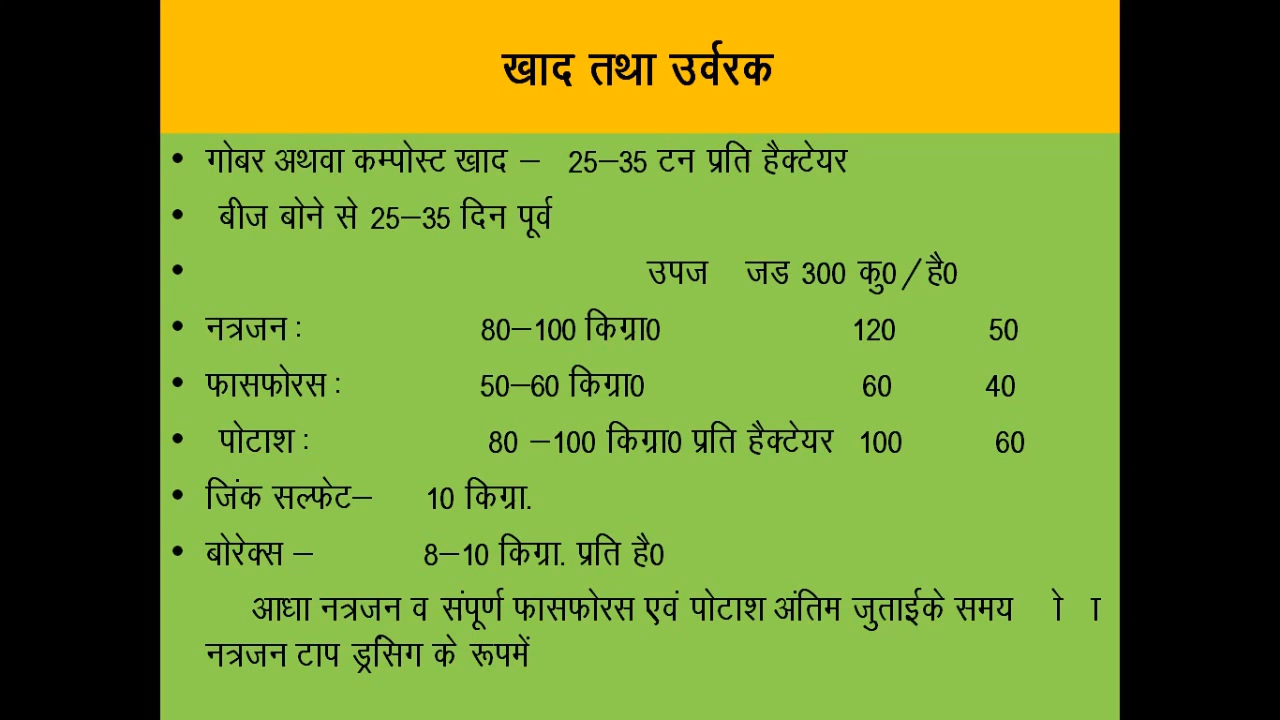 खाद तथा उर्वरक
• गोबर अथवा कम्पोस्ट खाद – 25–35 टन प्रति हैक्टेयर
• बीज बोने से 25–35 दिन पूर्व
• उपज जड 300 कु0/है0
• नत्रजन: 80–100 किग्रा0 120 50
• फासफोरस: 50–60 किग्रा0 60 40
• पोटाश: 80 –100 किग्रा0 प्रति हैक्टेयर 100 60
• जिंक सल्फेट– 10 किग्रा.
• बोरेक्स – 8–10 किग्रा. प्रति है0
आधा नत्रजन व संपूर्ण फासफोरस एवं पोटाश अंतिम जुताईके समय
नत्रजन टाप ड्रसिंग के रूपमें